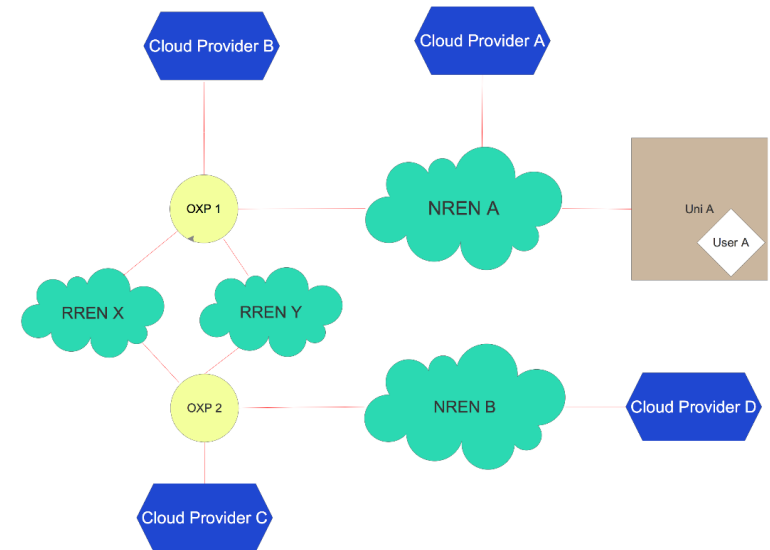 Cloud Provider B
Cloud Provider A
OXP 1
NREN A
Uni A
User A
RREN X
RREN Y
OXP 2
NREN B
Cloud Provider D
Cloud Provider C